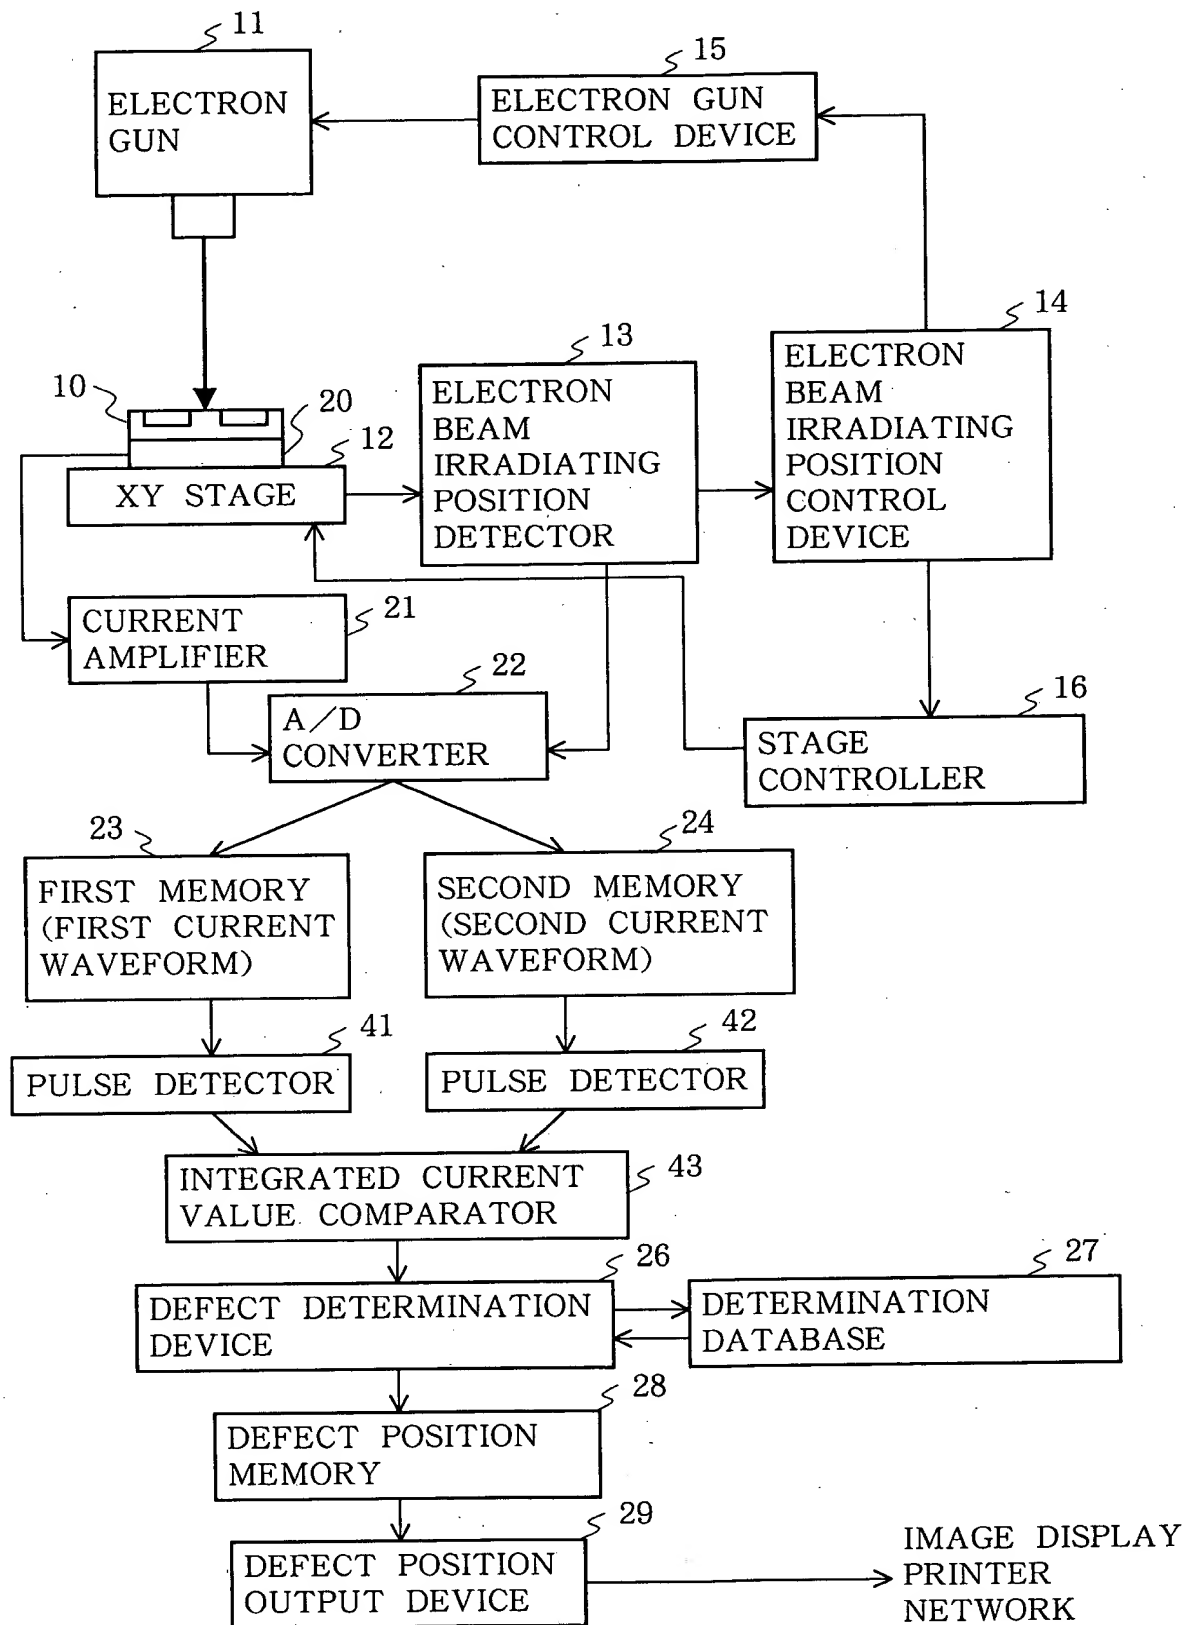 11
ELECTRON
GUN
15
ELECTRON GUN
CONTROL DEVICE
14
ELECTRON
BEAM
IRRADIATING
POSITION
CONTROL
DEVICE
13
ELECTRON
BEAM
IRRADIATING
POSITION
DETECTOR
10
20
12
XY STAGE
21
CURRENT
AMPLIFIER
22
A/D
CONVERTER
16
STAGE
CONTROLLER
23
FIRST MEMORY
(FIRST CURRENT
WAVEFORM)
24
SECOND MEMORY
(SECOND CURRENT
WAVEFORM)
41
PULSE DETECTOR
42
PULSE DETECTOR
43
INTEGRATED CURRENT
VALUE COMPARATOR
26
DEFECT DETERMINATION
DEVICE
27
DETERMINATION
DATABASE
28
DEFECT POSITION
MEMORY
29
DEFECT POSITION
OUTPUT DEVICE
IMAGE DISPLAY
PRINTER
NETWORK